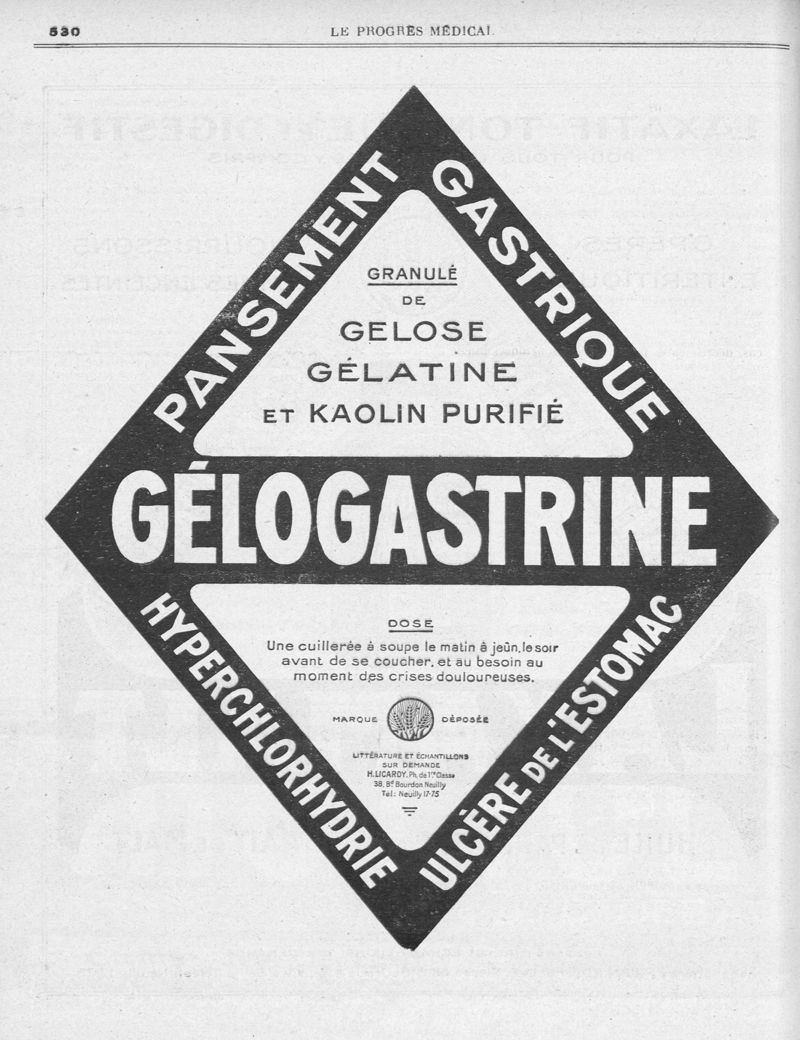 530
LE PROGRÈS MÉDICAL
PANSEMENT GASTRIQUE
GRANULÉ
DE
GELOSE
GÉLATINE
ET KAOLIN PURIFIÉ
GÉLOGASTRINE
HYPERCHLORHYDRIE
ULCÈRE DE L'ESTOMAC
DOSE
Une cuillerée à soupe le matin à jeûn, le soir
avant de se coucher, et au besoin au
moment des crises douloureuses.
MARQUE DÉPOSÉE
LITTÉRATURE ET ÉCHANTILLONS
SUR DEMANDE
H. LICARDY, Ph. de 1ère Classe
38, Bd Bourdon Neuilly
Tél: Neuilly 17-75